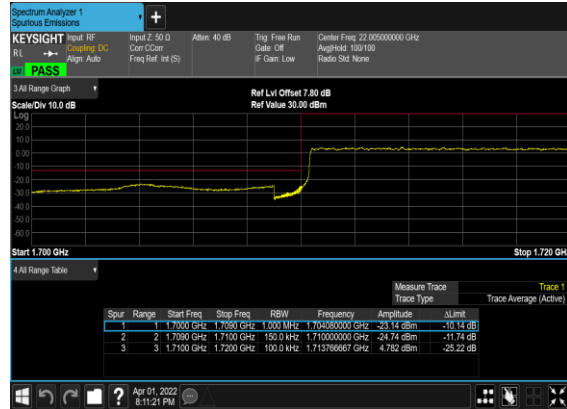 Spectrum Analyzer 1
Spurious Emissions
KEYSIGHT Input: RF Input Z: 50 Ω Atten: 40 dB Trig: Free Run Center Freq: 22.005000000 GHz
RL Coupling: DC Corr CCorr Gate: Off Avg|Hold: 100/100
Align: Auto Freq Ref: Int (S) IF Gain: Low Radio Std: None
PASS
3 All Range Graph
Ref Lvl Offset 7.80 dB
Scale/Div 10.0 dB Ref Value 30.00 dBm
Log
20.0
10.0
0.00
-10.0
-20.0
-30.0
-40.0
-50.0
-60.0
Start 1.700 GHz Stop 1.720 GH
4 All Range Table
Measure Trace Trace 1
Trace Type Trace Average (Active)
Spur Range Start Freq Stop Freq RBW Frequency Amplitude ΔLimit
1 1 1.7000 GHz 1.7090 GHz 1.000 MHz 1.704080000 GHz -23.14 dBm -10.14 dB
2 2 1.7090 GHz 1.7100 GHz 150.0 kHz 1.710000000 GHz -24.74 dBm -11.74 dB
3 3 1.7100 GHz 1.7200 GHz 100.0 kHz 1.713766667 GHz 4.782 dBm -25.22 dB
? Apr 01, 2022
8:11:21 PM